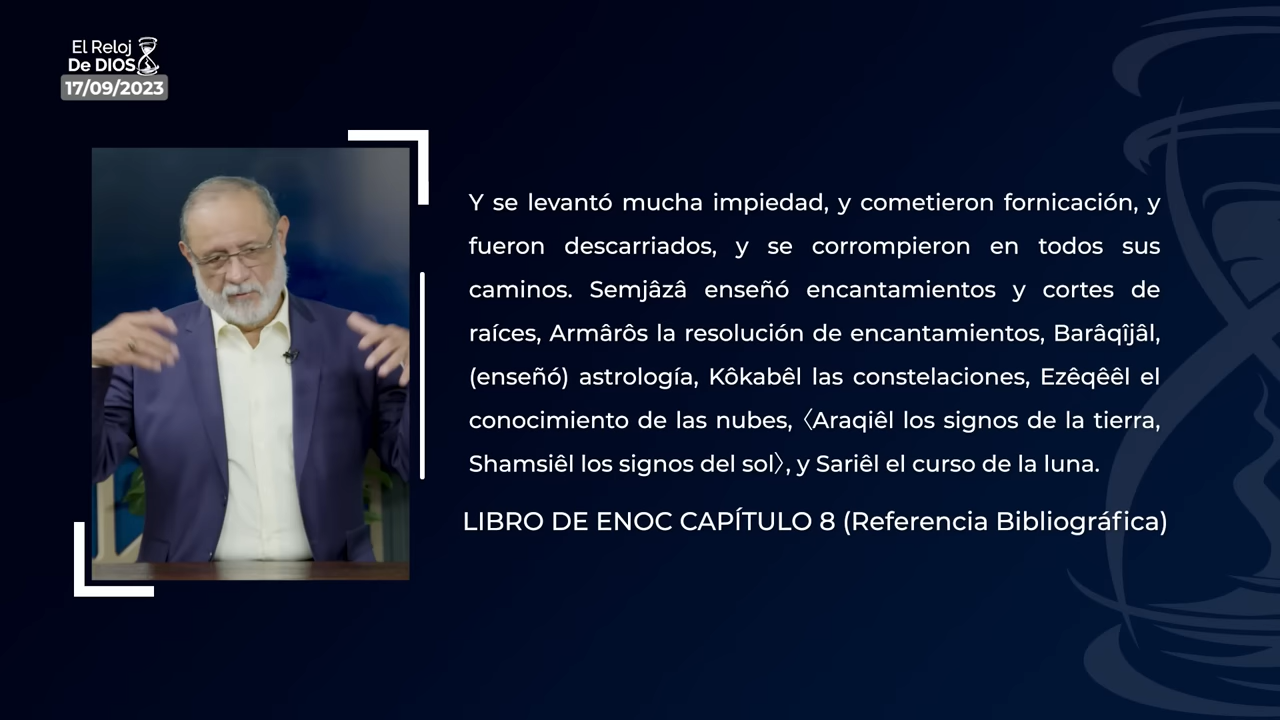 El Reloj
De DIOS
17/09/2023
Y se levantó mucha impiedad, y cometieron fornicación, y
fueron descarriados, y se corrompieron en todos sus
caminos. Semjâzâ enseñó encantamientos y cortes de
raíces, Armârôs la resolución de encantamientos, Barâqîjâl,
(enseñó) astrología, Kôkabêl las constelaciones, Ezêqêêl el
conocimiento de las nubes, 〈Araqiêl los signos de la tierra,
Shamsiêl los signos del sol〉, y Sariêl el curso de la luna.
LIBRO DE ENOC CAPÍTULO 8 (Referencia Bibliográfica)